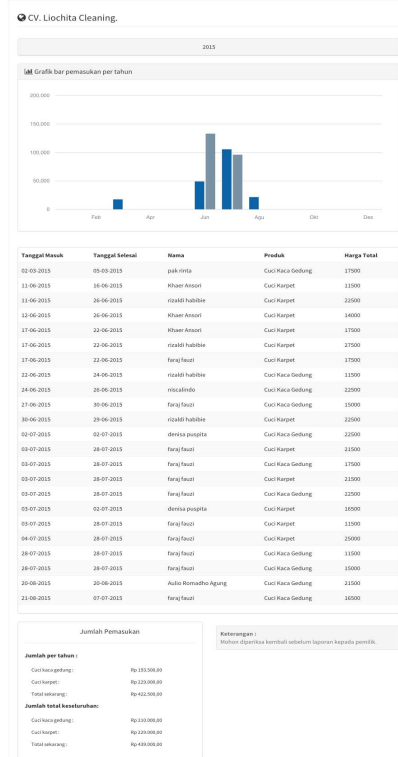 CV. Liochita Cleaning.
2015
Grafik bar pemasukan per tahun
200,000
150,000
100,000
50,000
0
Feb Apr Jun Agu Okt Des
Tanggal Masuk Tanggal Selesai Nama Produk Harga Total
02-03-2015 05-03-2015 pak rinta Cuci Kaca Gedung 17500
11-06-2015 16-06-2015 Khaer Ansori Cuci Karpet 11500
11-06-2015 26-06-2015 rizaldi habibie Cuci Karpet 22500
12-06-2015 26-06-2015 Khaer Ansori Cuci Karpet 14000
17-06-2015 22-06-2015 Khaer Ansori Cuci Karpet 17500
17-06-2015 22-06-2015 rizaldi habibie Cuci Karpet 27500
17-06-2015 22-06-2015 faraj fauzi Cuci Karpet 17500
22-06-2015 24-06-2015 rizaldi habibie Cuci Kaca Gedung 11500
24-06-2015 26-06-2015 niscalindo Cuci Kaca Gedung 22500
27-06-2015 30-06-2015 faraj fauzi Cuci Kaca Gedung 15000
30-06-2015 29-06-2015 rizaldi habibie Cuci Karpet 22500
02-07-2015 02-07-2015 denisa puspita Cuci Kaca Gedung 22500
03-07-2015 28-07-2015 faraj fauzi Cuci Karpet 21500
03-07-2015 28-07-2015 faraj fauzi Cuci Kaca Gedung 17500
03-07-2015 28-07-2015 faraj fauzi Cuci Karpet 21500
03-07-2015 28-07-2015 faraj fauzi Cuci Kaca Gedung 22500
03-07-2015 02-07-2015 denisa puspita Cuci Karpet 16500
03-07-2015 28-07-2015 faraj fauzi Cuci Karpet 11500
04-07-2015 28-07-2015 faraj fauzi Cuci Karpet 25000
28-07-2015 28-07-2015 faraj fauzi Cuci Kaca Gedung 11500
28-07-2015 28-07-2015 faraj fauzi Cuci Kaca Gedung 15000
20-08-2015 20-08-2015 Aulio Romadho Agung Cuci Kaca Gedung 21500
21-08-2015 07-07-2015 faraj fauzi Cuci Kaca Gedung 16500
Jumlah Pemasukan
Jumlah per tahun :
Cuci kaca gedung : Rp 193.500,00
Cuci karpet : Rp 229.000,00
Total sekarang : Rp 422.500,00
Jumlah total keseluruhan:
Cuci kaca gedung : Rp 210.000,00
Cuci karpet : Rp 229.000,00
Total sekarang : Rp 439.000,00
Keterangan :
Mohon diperiksa kembali sebelum laporan kepada pemilik.